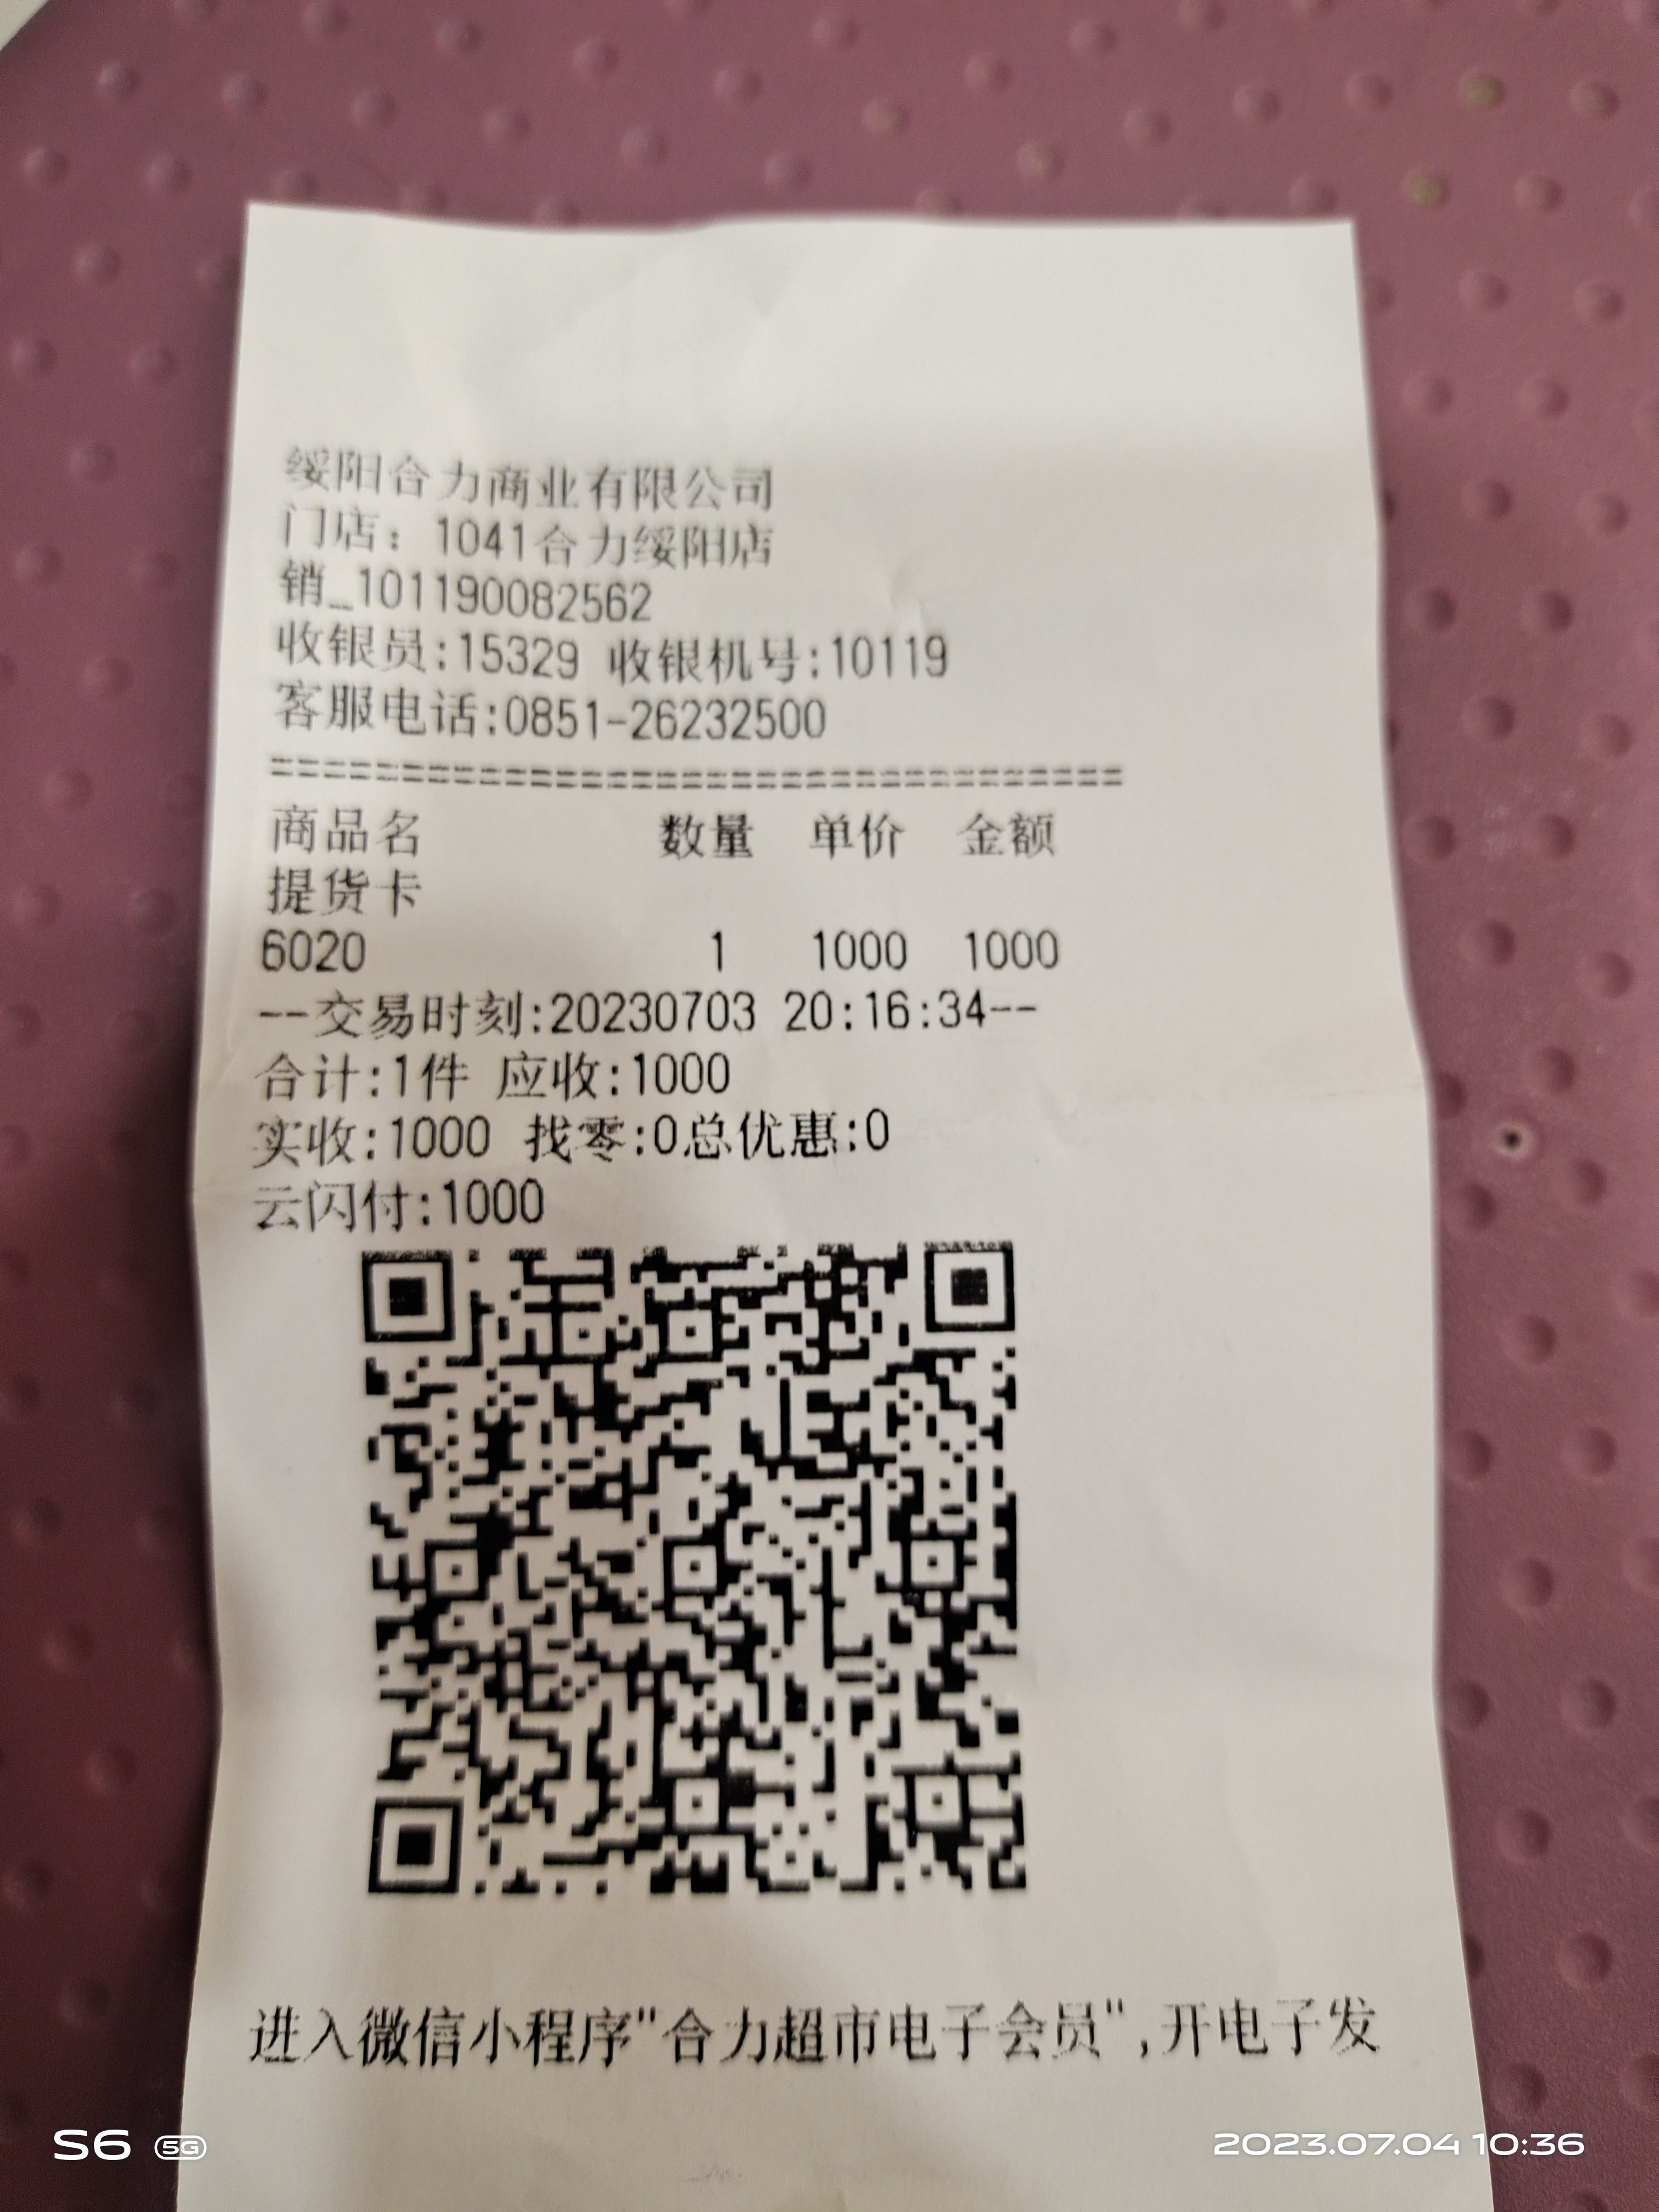 绥阳合力商业有限公司
门店：1041合力绥阳店
销_101190082562
收银员:15329 收银机号:10119
客服电话:0851-26232500
==================================
商品名 数量 单价 金额
提货卡
6020 1 1000 1000
--交易时刻:20230703 20:16:34--
合计:1件 应收:1000
实收:1000 找零:0总优惠:0
云闪付:1000
进入微信小程序"合力超市电子会员",开电子发
S6 5G
2023.07.04 10:36